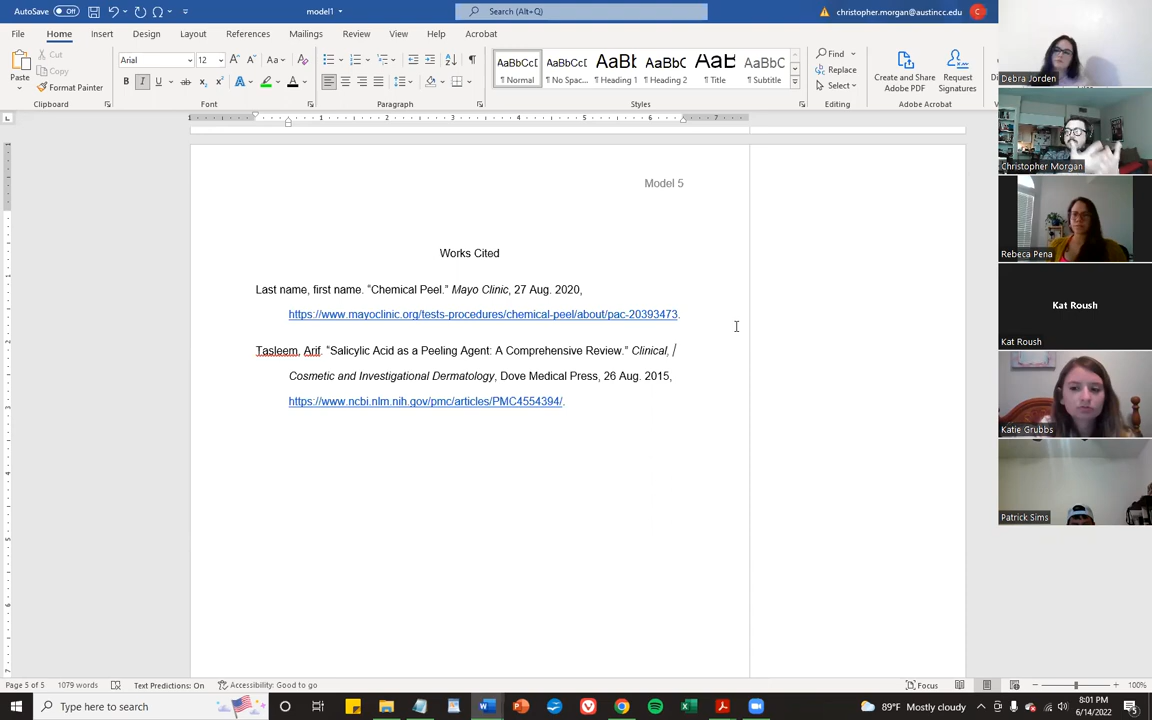 AutoSave Off
model1
Search (Alt+Q)
christopher.morgan@austincc.edu C
File Home Insert Design Layout References Mailings Review View Help Acrobat
Paste
Cut
Copy
Format Painter
Clipboard
Arial 12
Font
Paragraph
AaBbCcI AaBbCcI AaBb AaBbC AaBb AaBbC
¶ Normal ¶ No Spac... ¶ Heading 1 ¶ Heading 2 ¶ Title ¶ Subtitle
Styles
Find
Replace
Select
Editing
Create and Share
Adobe PDF
Request
Signatures
Adobe Acrobat
Model 5
Works Cited
Last name, first name. “Chemical Peel.” Mayo Clinic, 27 Aug. 2020,
https://www.mayoclinic.org/tests-procedures/chemical-peel/about/pac-20393473.
Tasleem, Arif. “Salicylic Acid as a Peeling Agent: A Comprehensive Review.” Clinical,
Cosmetic and Investigational Dermatology, Dove Medical Press, 26 Aug. 2015,
https://www.ncbi.nlm.nih.gov/pmc/articles/PMC4554394/.
Debra Jorden
Christopher Morgan
Rebeca Pena
Kat Roush
Kat Roush
Katie Grubbs
Patrick Sims
Page 5 of 5 1079 words Text Predictions: On Accessibility: Good to go
Focus
100%
Type here to search
89°F Mostly cloudy
8:01 PM
6/14/2022
5